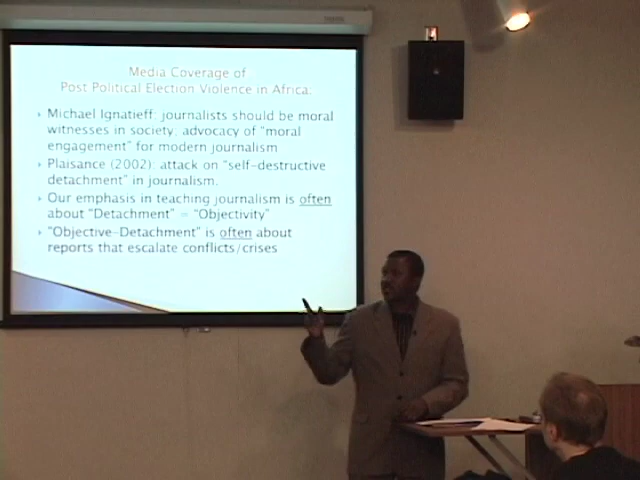 Media Coverage of
Post Political Election Violence in Africa:
Michael Ignatieff: journalists should be moral
witnesses in society; advocacy of "moral
engagement" for modern journalism
Plaisance (2002): attack on "self-destructive
detachment" in journalism.
Our emphasis in teaching journalism is often
about "Detachment" = "Objectivity"
"Objective-Detachment" is often about
reports that escalate conflicts/crises